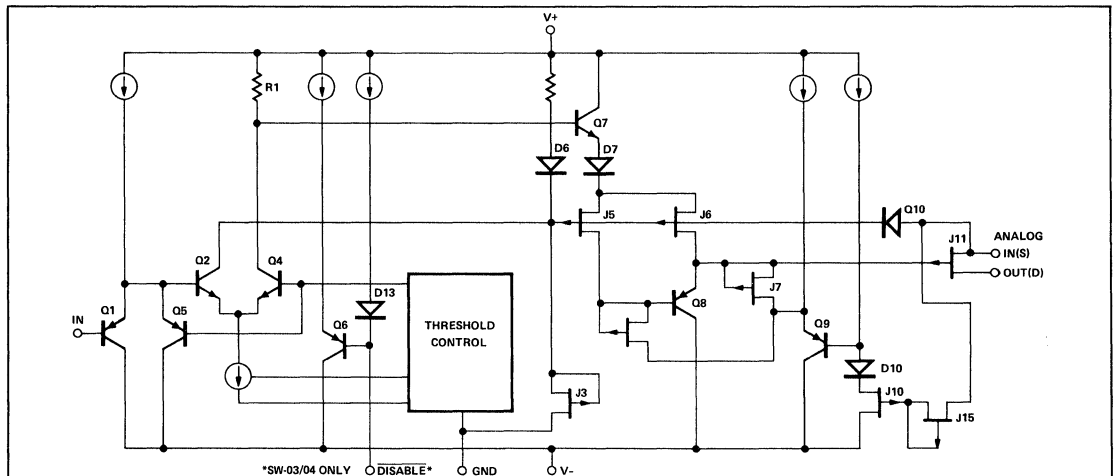 V+
R1
Q7
D6
D7
Q10
J5
J6
J11
ANALOG
IN(S)
OUT(D)
Q2
Q4
D13
J7
IN
Q1
Q5
Q6
THRESHOLD
CONTROL
Q8
Q9
D10
J3
J10
J15
*SW-03/04 ONLY
DISABLE*
GND
V-